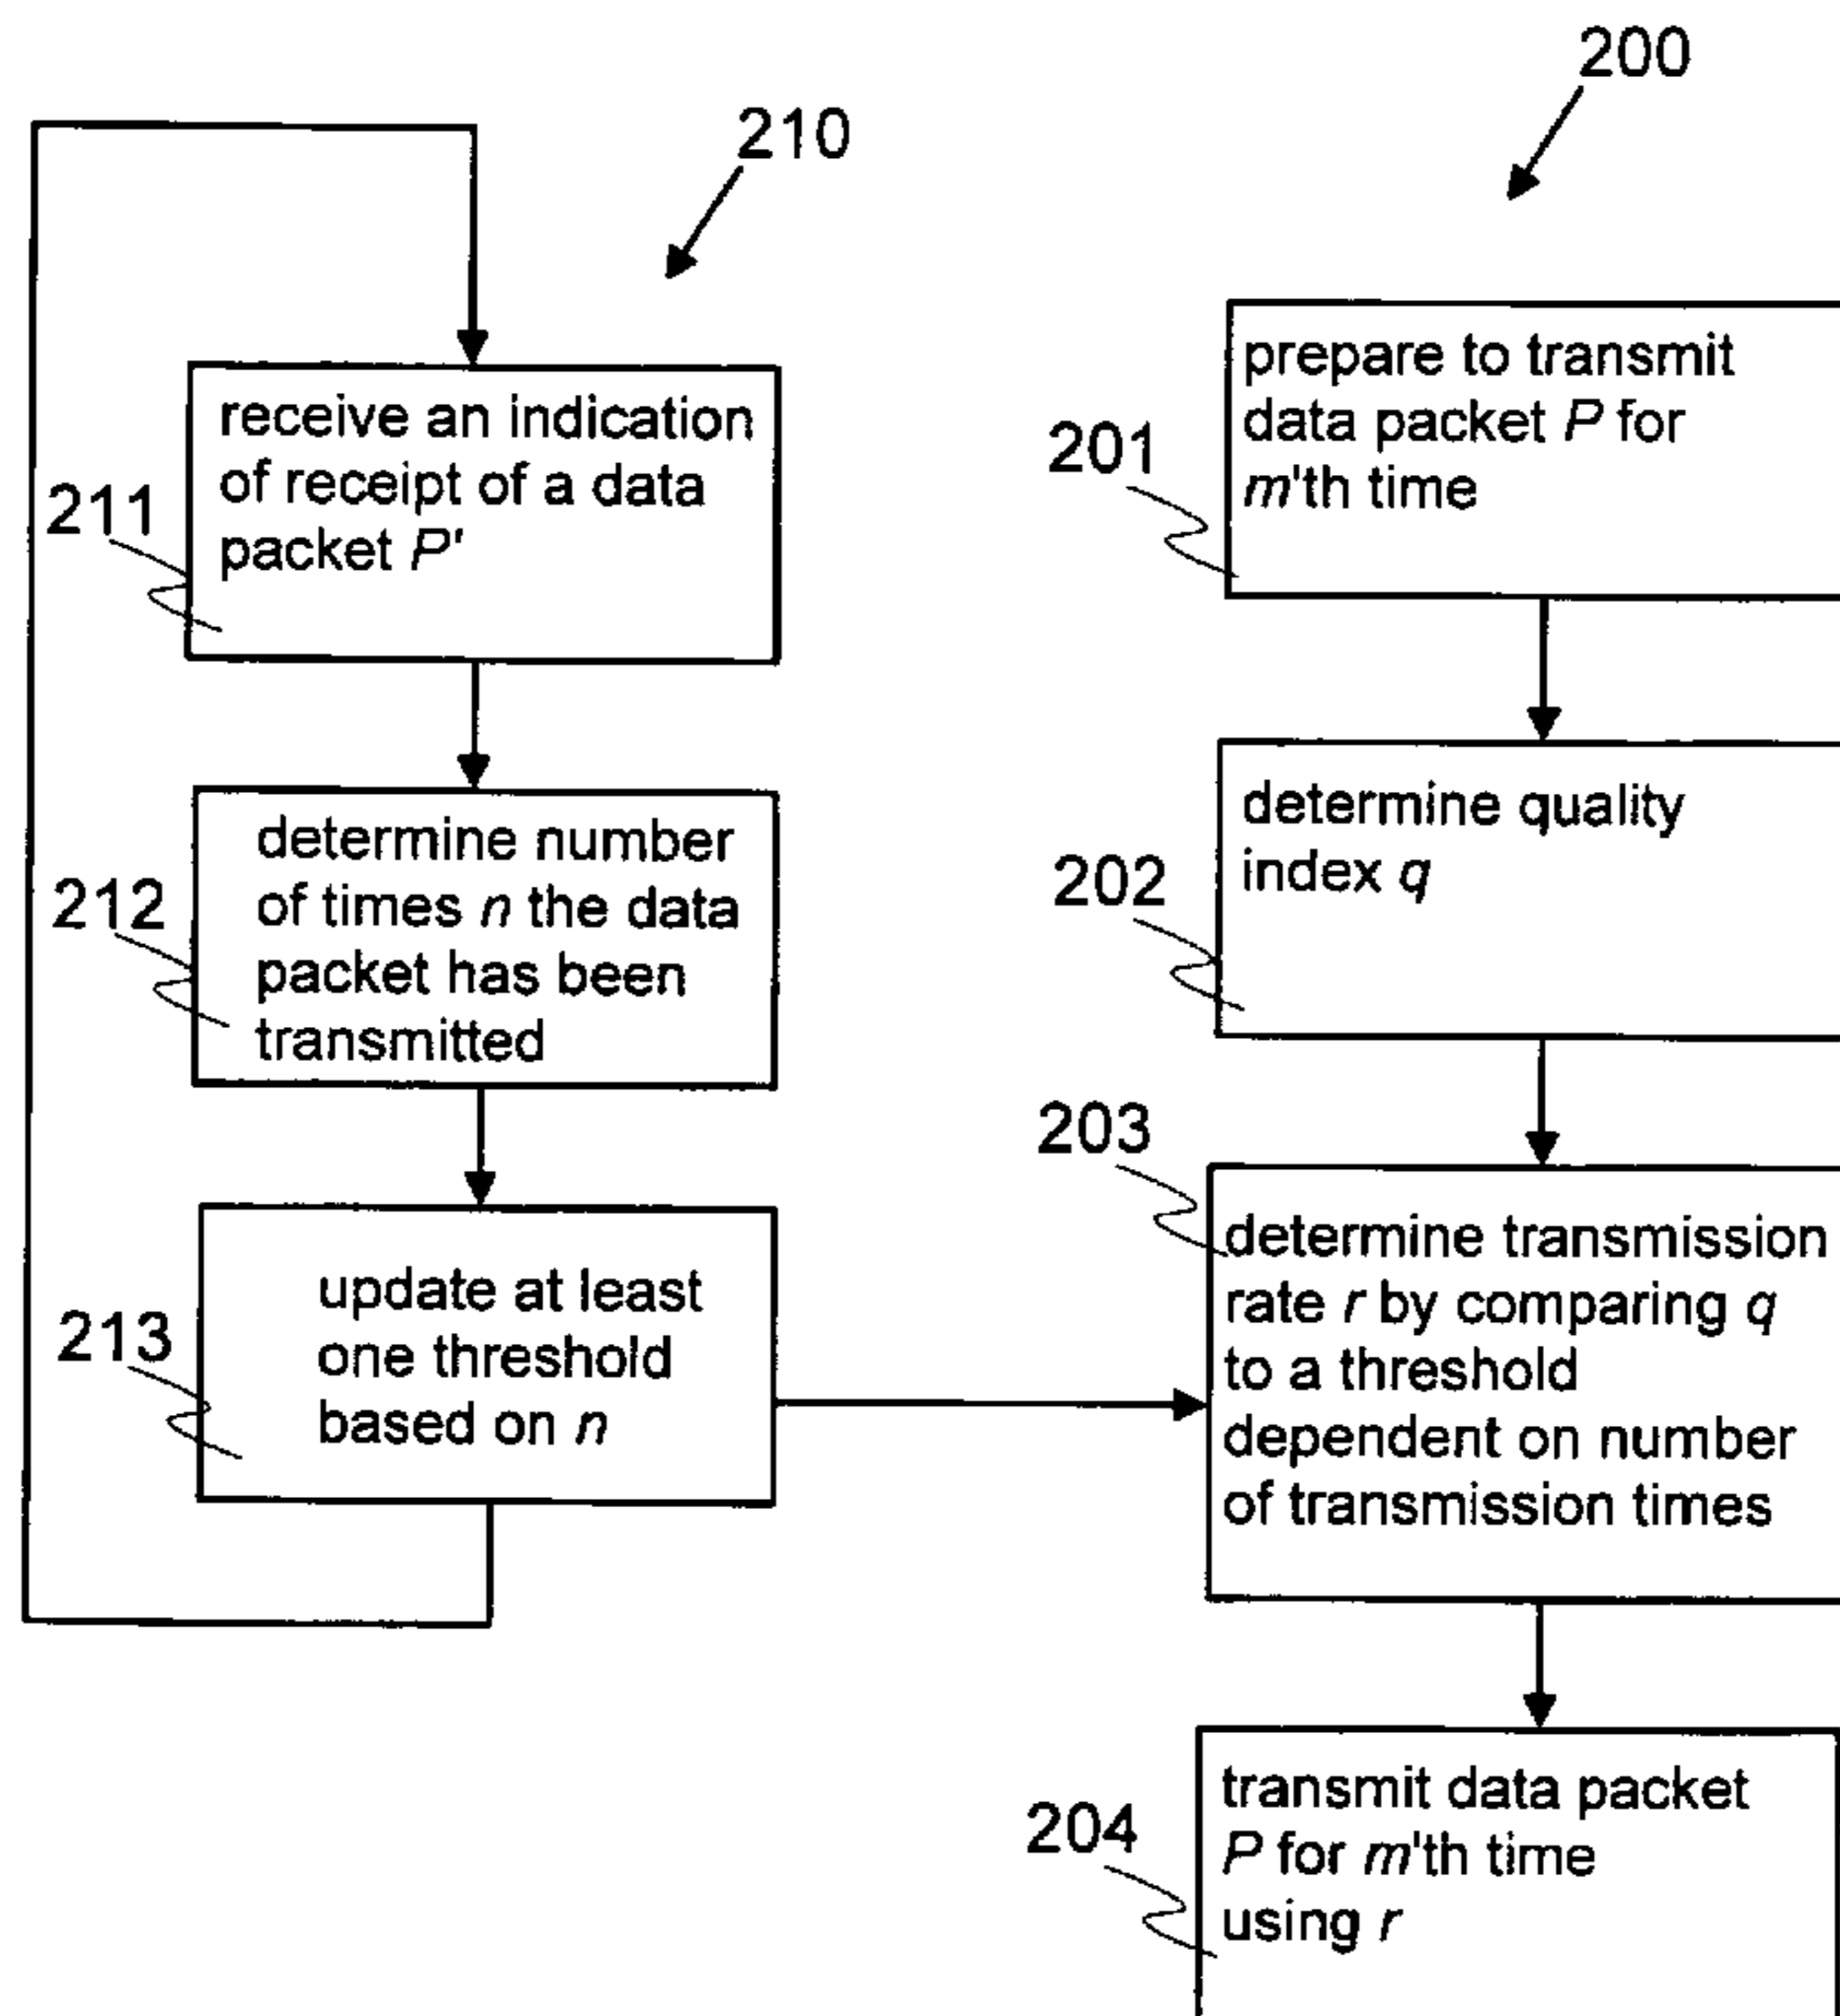 210
211
receive an indication
of receipt of a data
packet P'
212
determine number
of times n the data
packet has been
transmitted
213
update at least
one threshold
based on n
200
201
prepare to transmit
data packet P for
m'th time
202
determine quality
index q
203
determine transmission
rate r by comparing q
to a threshold
dependent on number
of transmission times
204
transmit data packet
P for m'th time
using r